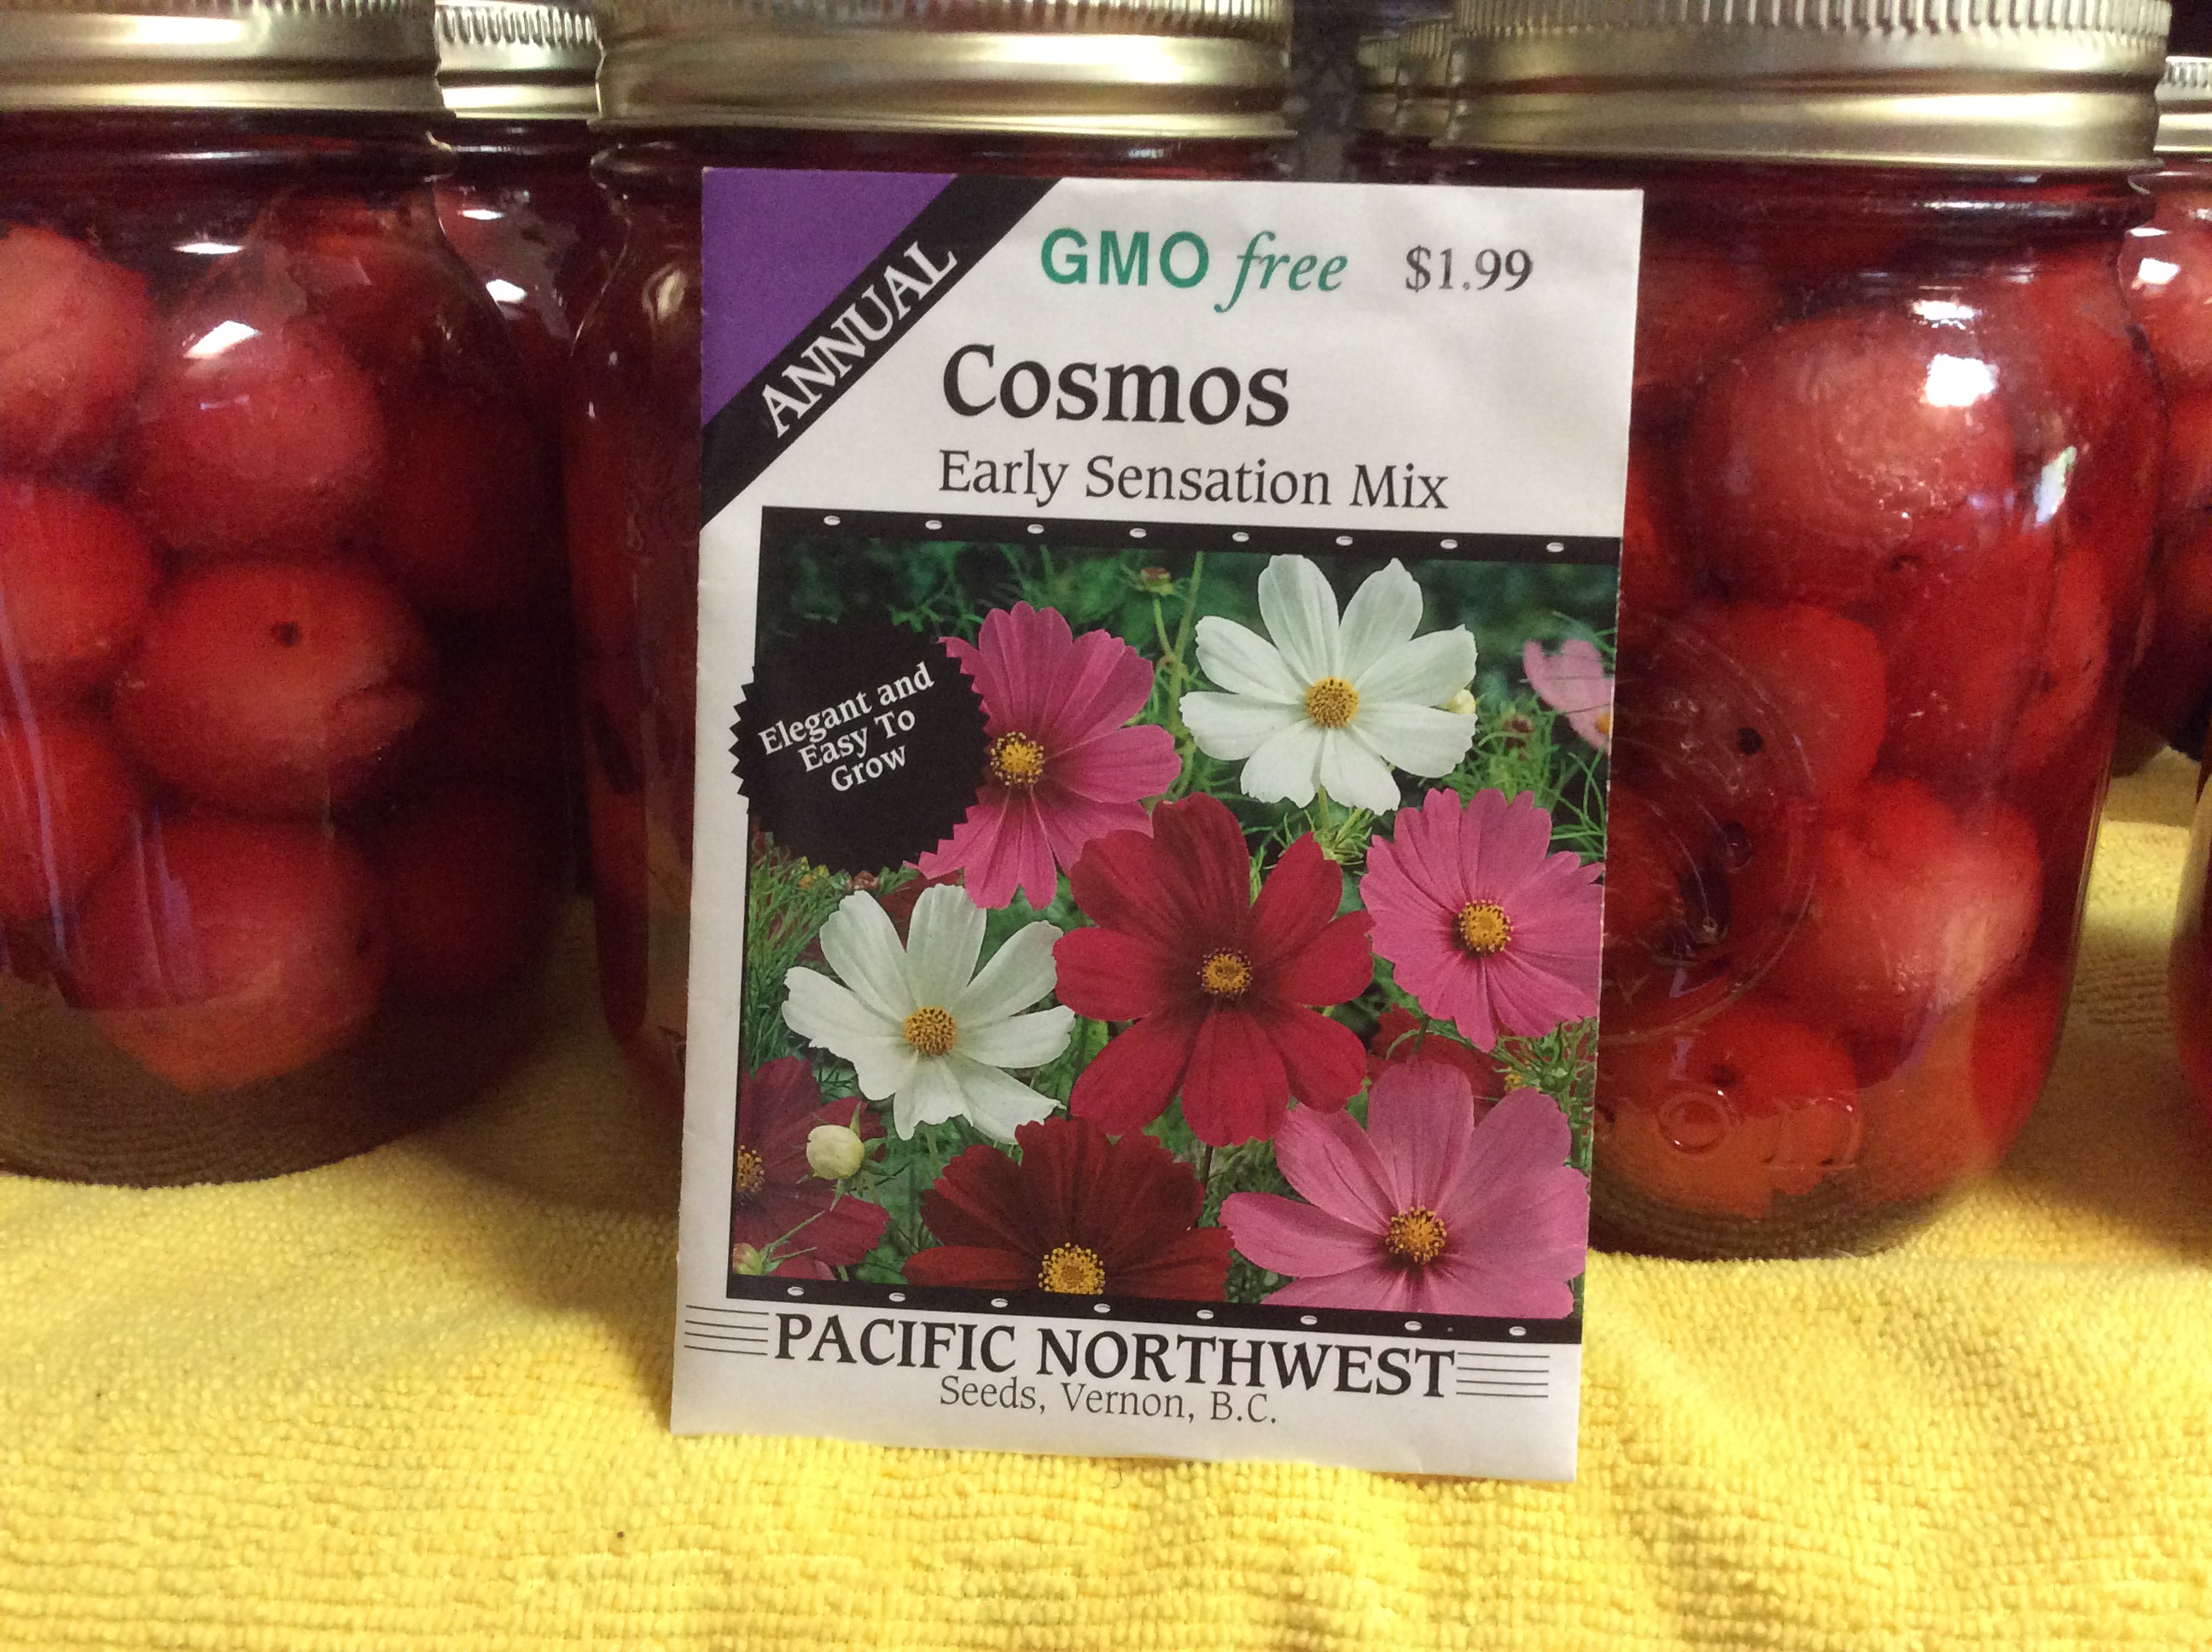 ANNUAL
GMO free $1.99
Cosmos
Early Sensation Mix
Elegant and
Easy To
Grow
PACIFIC NORTHWEST
Seeds, Vernon, B.C.